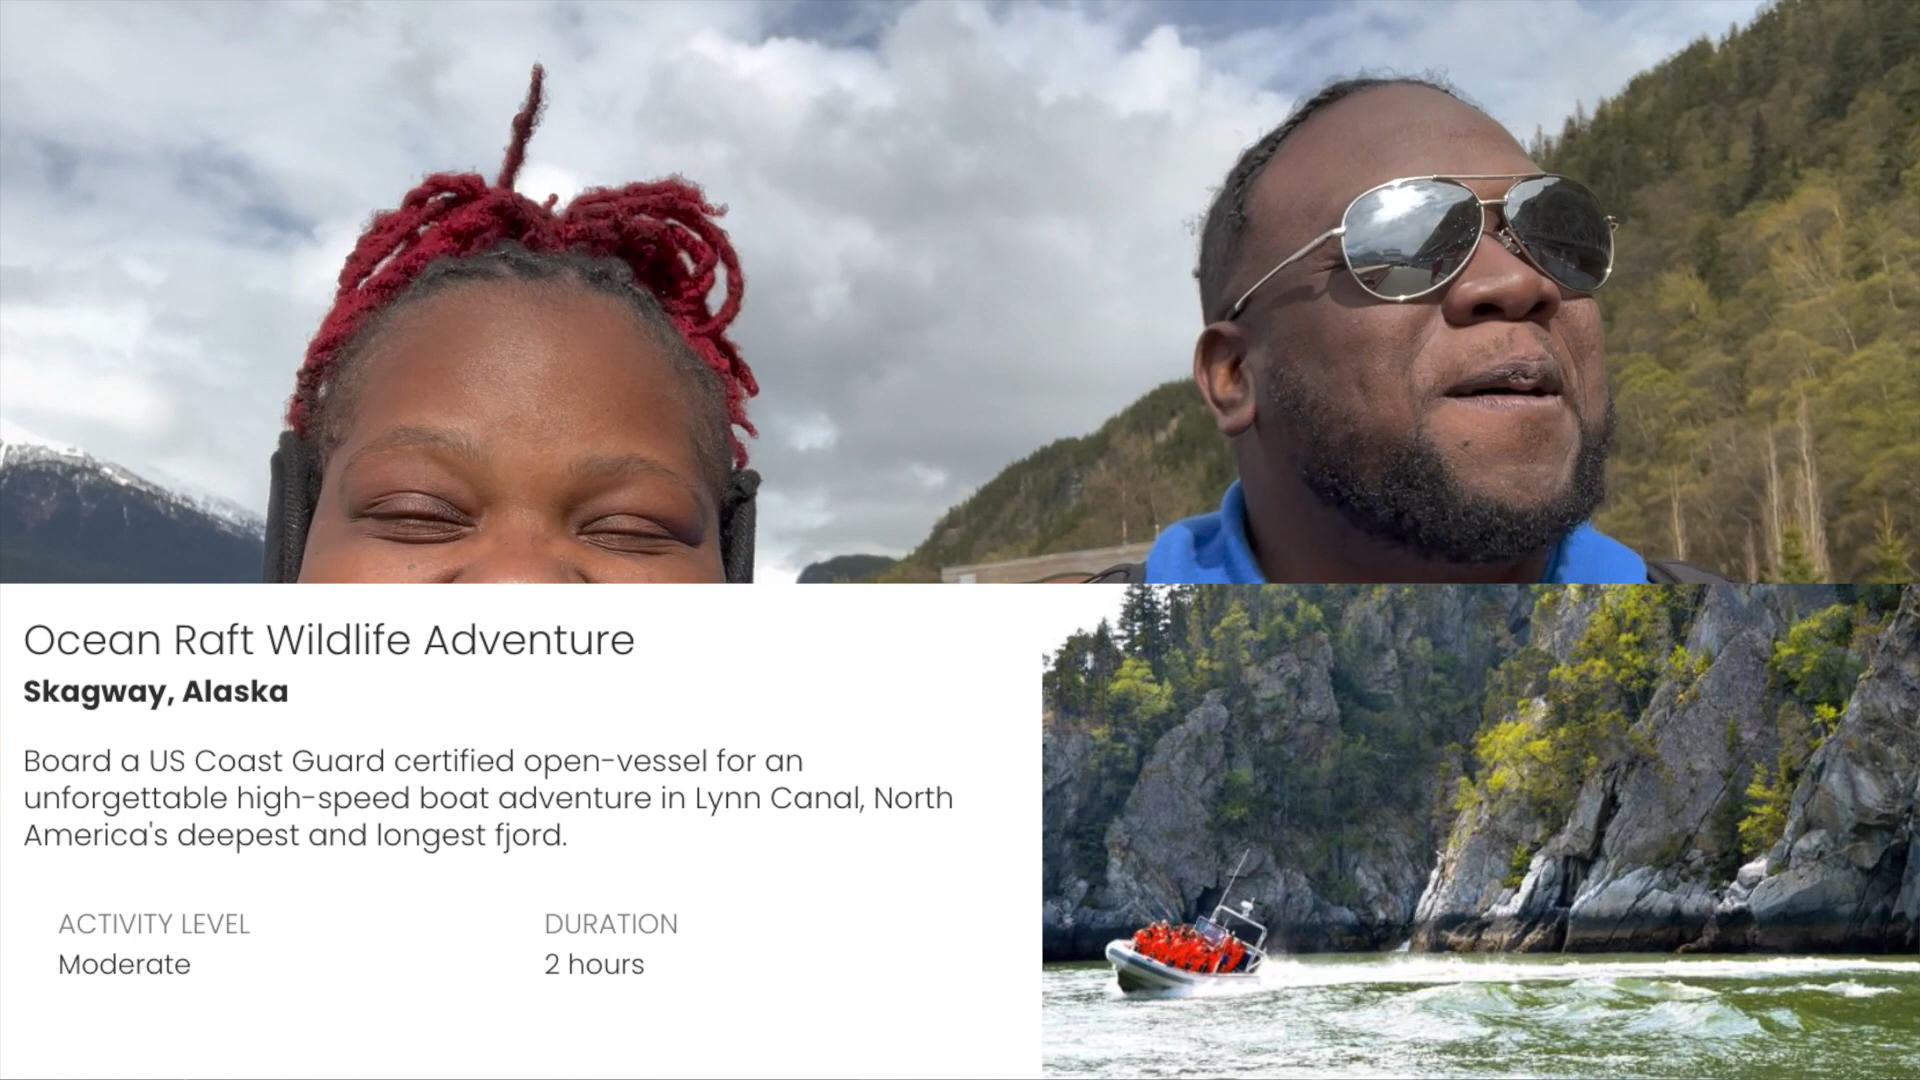 Ocean Raft Wildlife Adventure
Skagway, Alaska
Board a US Coast Guard certified open-vessel for an
unforgettable high-speed boat adventure in Lynn Canal, North
America's deepest and longest fjord.
ACTIVITY LEVEL
Moderate
DURATION
2 hours